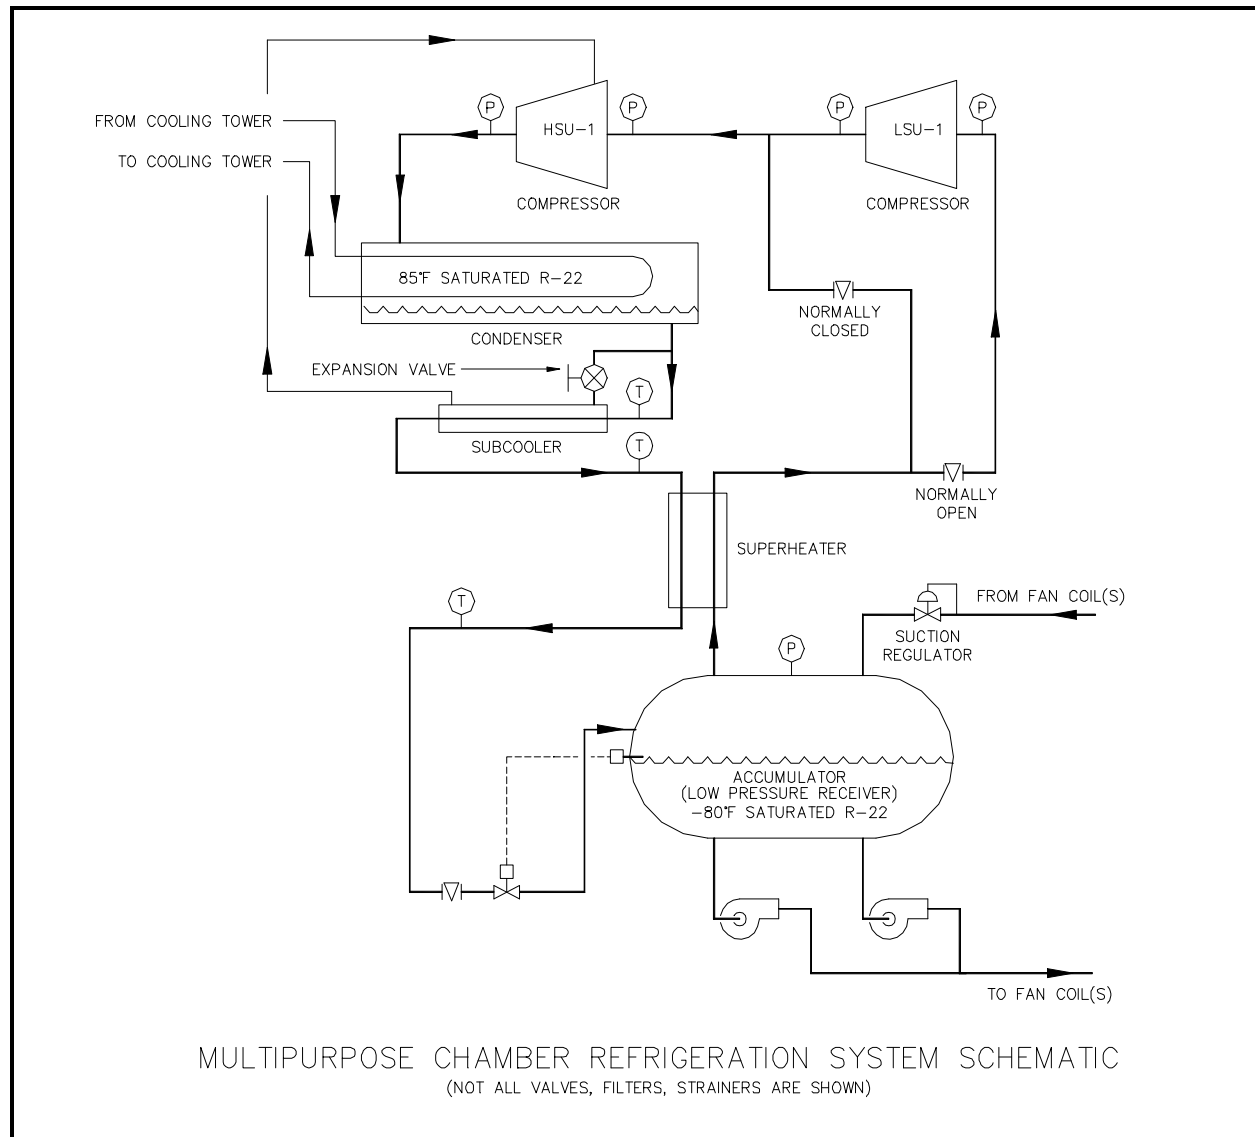 P
P
P
P
HSU-1
LSU-1
FROM COOLING TOWER
TO COOLING TOWER
COMPRESSOR
COMPRESSOR
85°F SATURATED R-22
NORMALLY
CLOSED
CONDENSER
EXPANSION VALVE
T
SUBCOOLER
T
NORMALLY
OPEN
SUPERHEATER
T
FROM FAN COIL(S)
SUCTION
REGULATOR
P
ACCUMULATOR
(LOW PRESSURE RECEIVER)
-80°F SATURATED R-22
TO FAN COIL(S)
MULTIPURPOSE CHAMBER REFRIGERATION SYSTEM SCHEMATIC
(NOT ALL VALVES, FILTERS, STRAINERS ARE SHOWN)